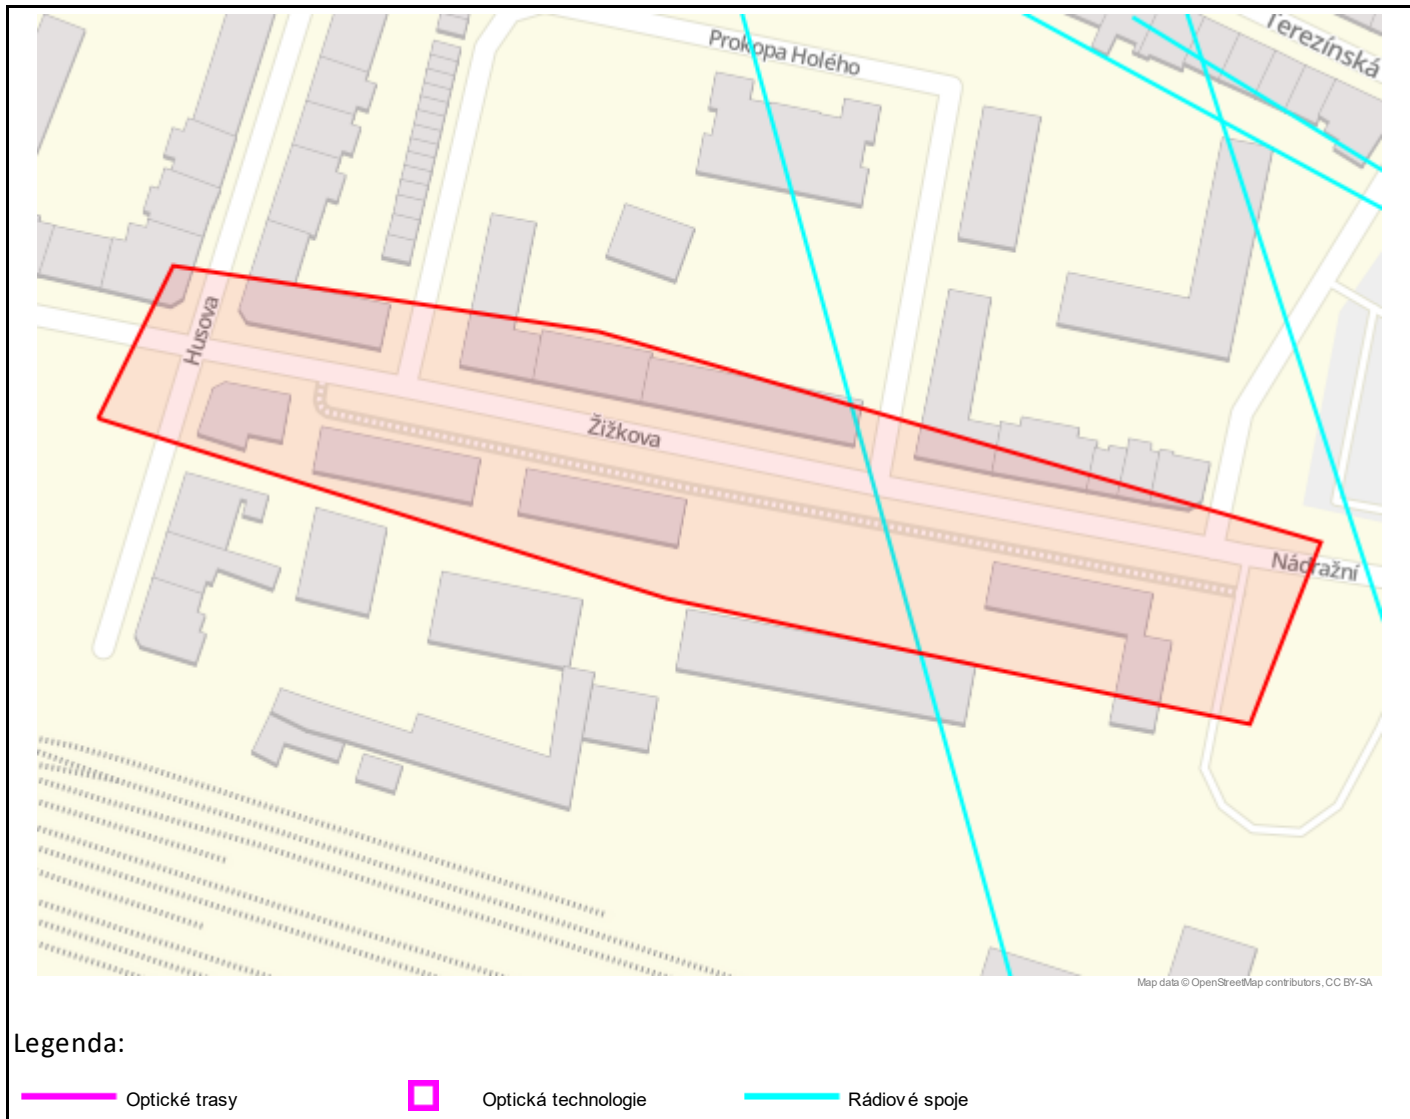 Prokopa Holého
Terezínská
Husova
Žižkova
Nádražní
Map data © OpenStreetMap contributors, CC BY-SA
Legenda:
Optické trasy
Optická technologie
Rádiové spoje